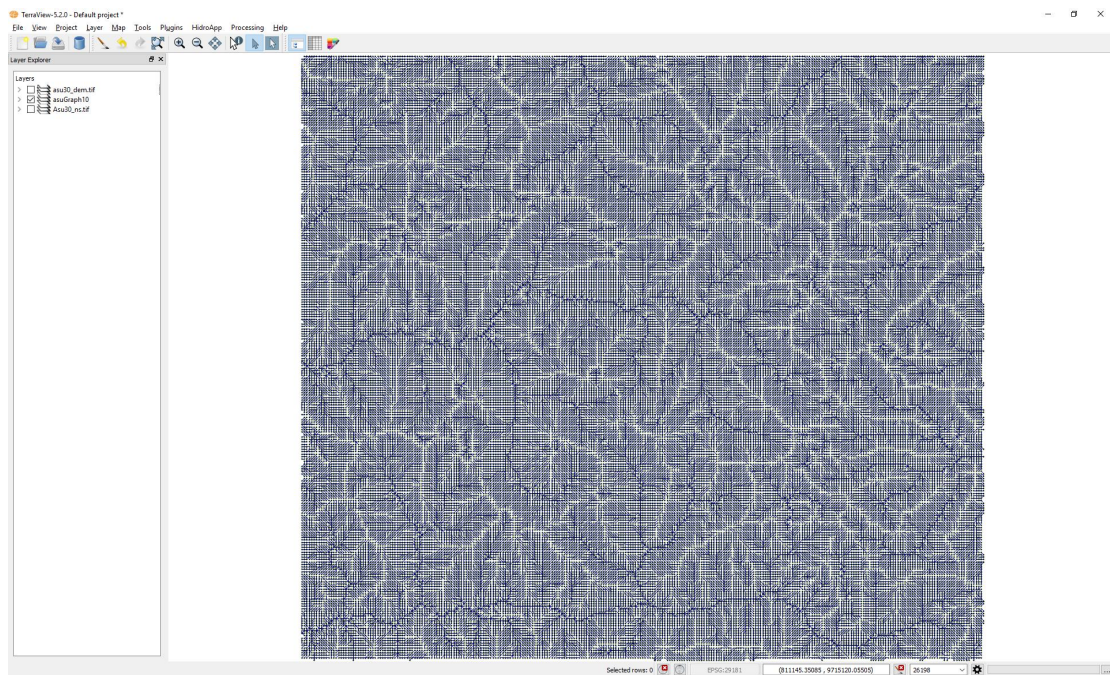 TerraView-5.2.0 - Default project *
File View Project Layer Map Tools Plugins HidroApp Processing Help
Layer Explorer
Layers
asu30_dem.tif
asuGraph10
Asu30_ns.tif
Selected rows: 0 EPSG:29181 (811145.35085 , 9715120.05505) 26198